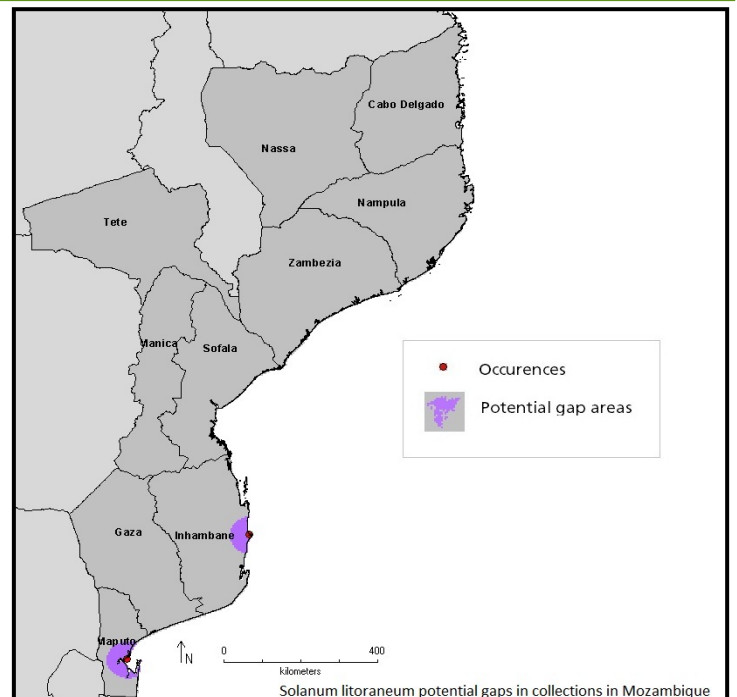 Cabo Delgado
Nassa
Nampula
Tete
Zambezia
Manica
Sofala
Occurences
Potential gap areas
Gaza
Inhambane
Maputo
N
0 400
kilometers
Solanum litoraneum potential gaps in collections in Mozambique